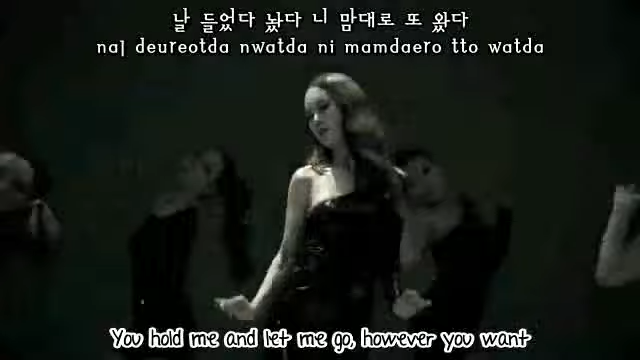 날 들었다 놨다 니 맘대로 또 왔다
nal deureotda nwatda ni mamdaero tto watda
You hold me and let me go, however you want